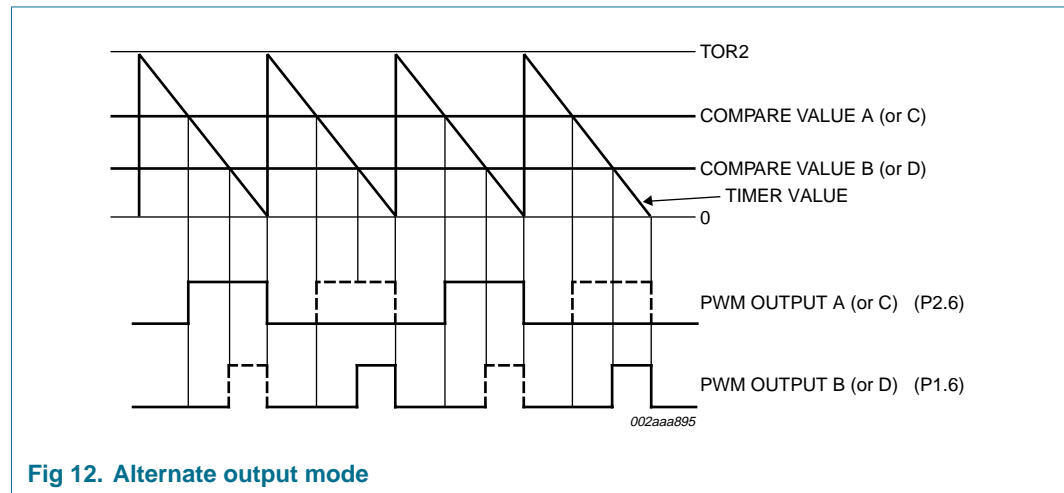 TOR2
COMPARE VALUE A (or C)
COMPARE VALUE B (or D)
TIMER VALUE
0
PWM OUTPUT A (or C) (P2.6)
PWM OUTPUT B (or D) (P1.6)
002aaa895
Fig 12. Alternate output mode